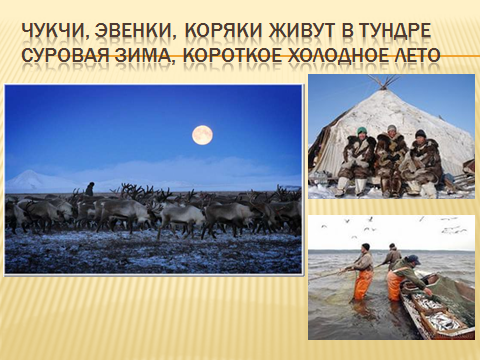 ЧУКЧИ, ЭВЕНКИ, КОРЯКИ ЖИВУТ В ТУНДРЕ
СУРОВАЯ ЗИМА, КОРОТКОЕ ХОЛОДНОЕ ЛЕТО